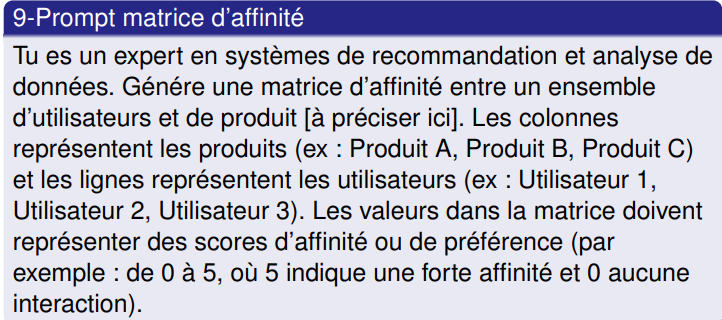 9-Prompt matrice d'affinité
Tu es un expert en systèmes de recommandation et analyse de
données. Génére une matrice d'affinité entre un ensemble
d'utilisateurs et de produit [à préciser ici]. Les colonnes
représentent les produits (ex : Produit A, Produit B, Produit C)
et les lignes représentent les utilisateurs (ex : Utilisateur 1,
Utilisateur 2, Utilisateur 3). Les valeurs dans la matrice doivent
représenter des scores d'affinité ou de préférence (par
exemple : de 0 à 5, où 5 indique une forte affinité et 0 aucune
interaction).